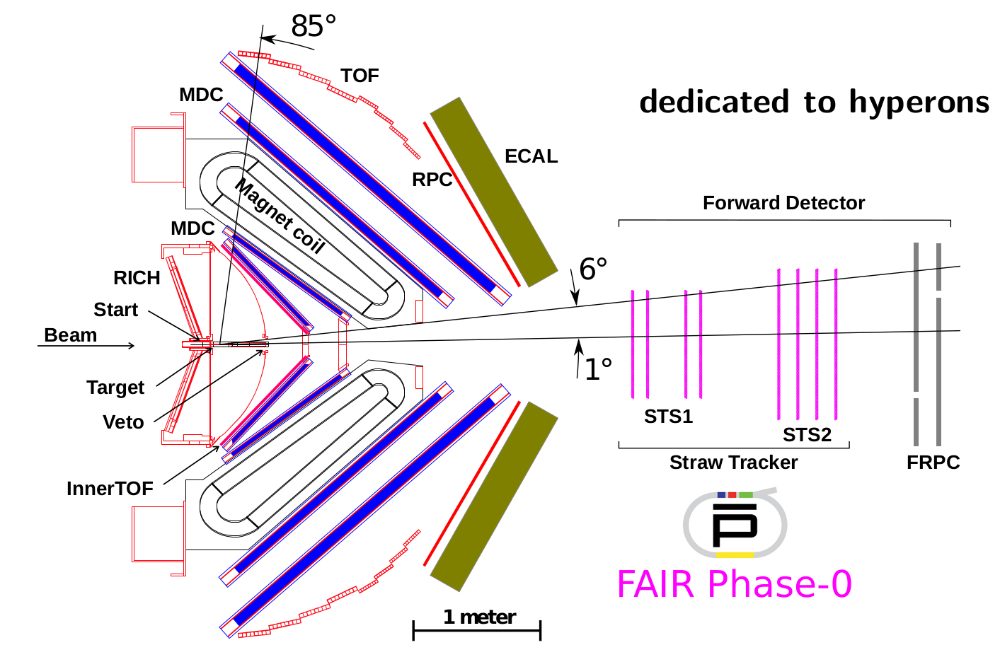 85°
TOF
MDC
dedicated to hyperons
ECAL
RPC
Magnet coil
Forward Detector
MDC
6°
RICH
Start
Beam
1°
Target
Veto
STS1
STS2
Straw Tracker
FRPC
InnerTOF
p
FAIR Phase-0
1 meter